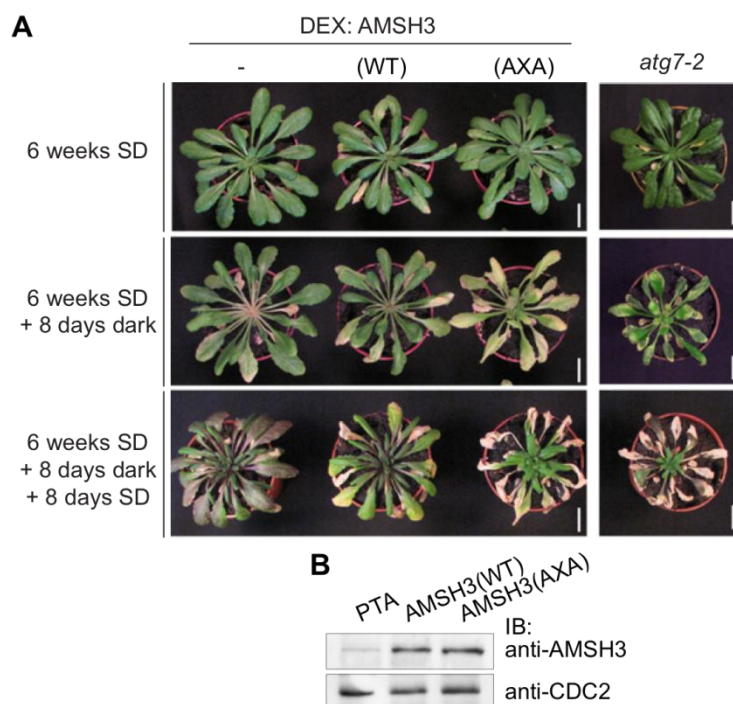 A
DEX: AMSH3
- (WT) (AXA) atg7-2
6 weeks SD
6 weeks SD
+ 8 days dark
6 weeks SD
+ 8 days dark
+ 8 days SD
B
PTA AMSH3(WT) AMSH3(AXA)
IB:
anti-AMSH3
anti-CDC2